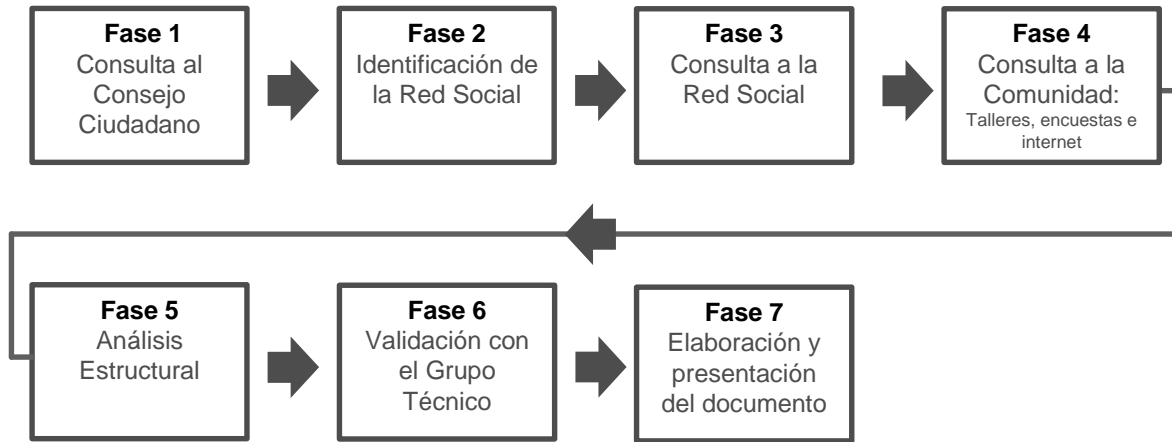 Fase 1
Consulta al
Consejo
Ciudadano
Fase 2
Identificación de
la Red Social
Fase 3
Consulta a la
Red Social
Fase 4
Consulta a la
Comunidad:
Talleres, encuestas e
internet
Fase 5
Análisis
Estructural
Fase 6
Validación con
el Grupo
Técnico
Fase 7
Elaboración y
presentación
del documento